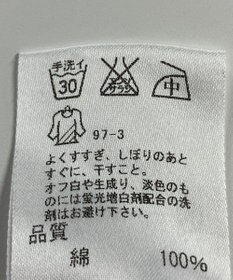 手洗イ
30
エンソ
サラシ
中
97-3
よくすすぎ、しぼりのあと
すぐに、干すこと。
オフ白や生成り、淡色のも
のには蛍光増白剤配合の洗
剤はお避け下さい。
品質
綿 100%